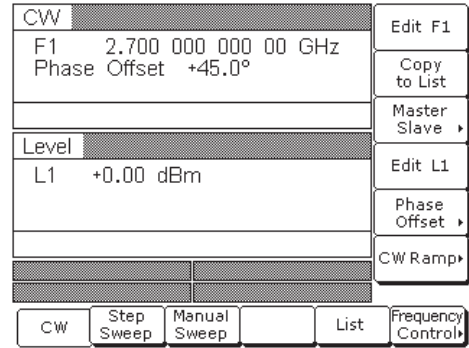 CW
F1 2.700 000 000 00 GHz
Phase Offset +45.0°
Level
L1 +0.00 dBm
Edit F1
Copy
to List
Master
Slave
Edit L1
Phase
Offset
CW Ramp
CW
Step
Sweep
Manual
Sweep
List
Frequency
Control